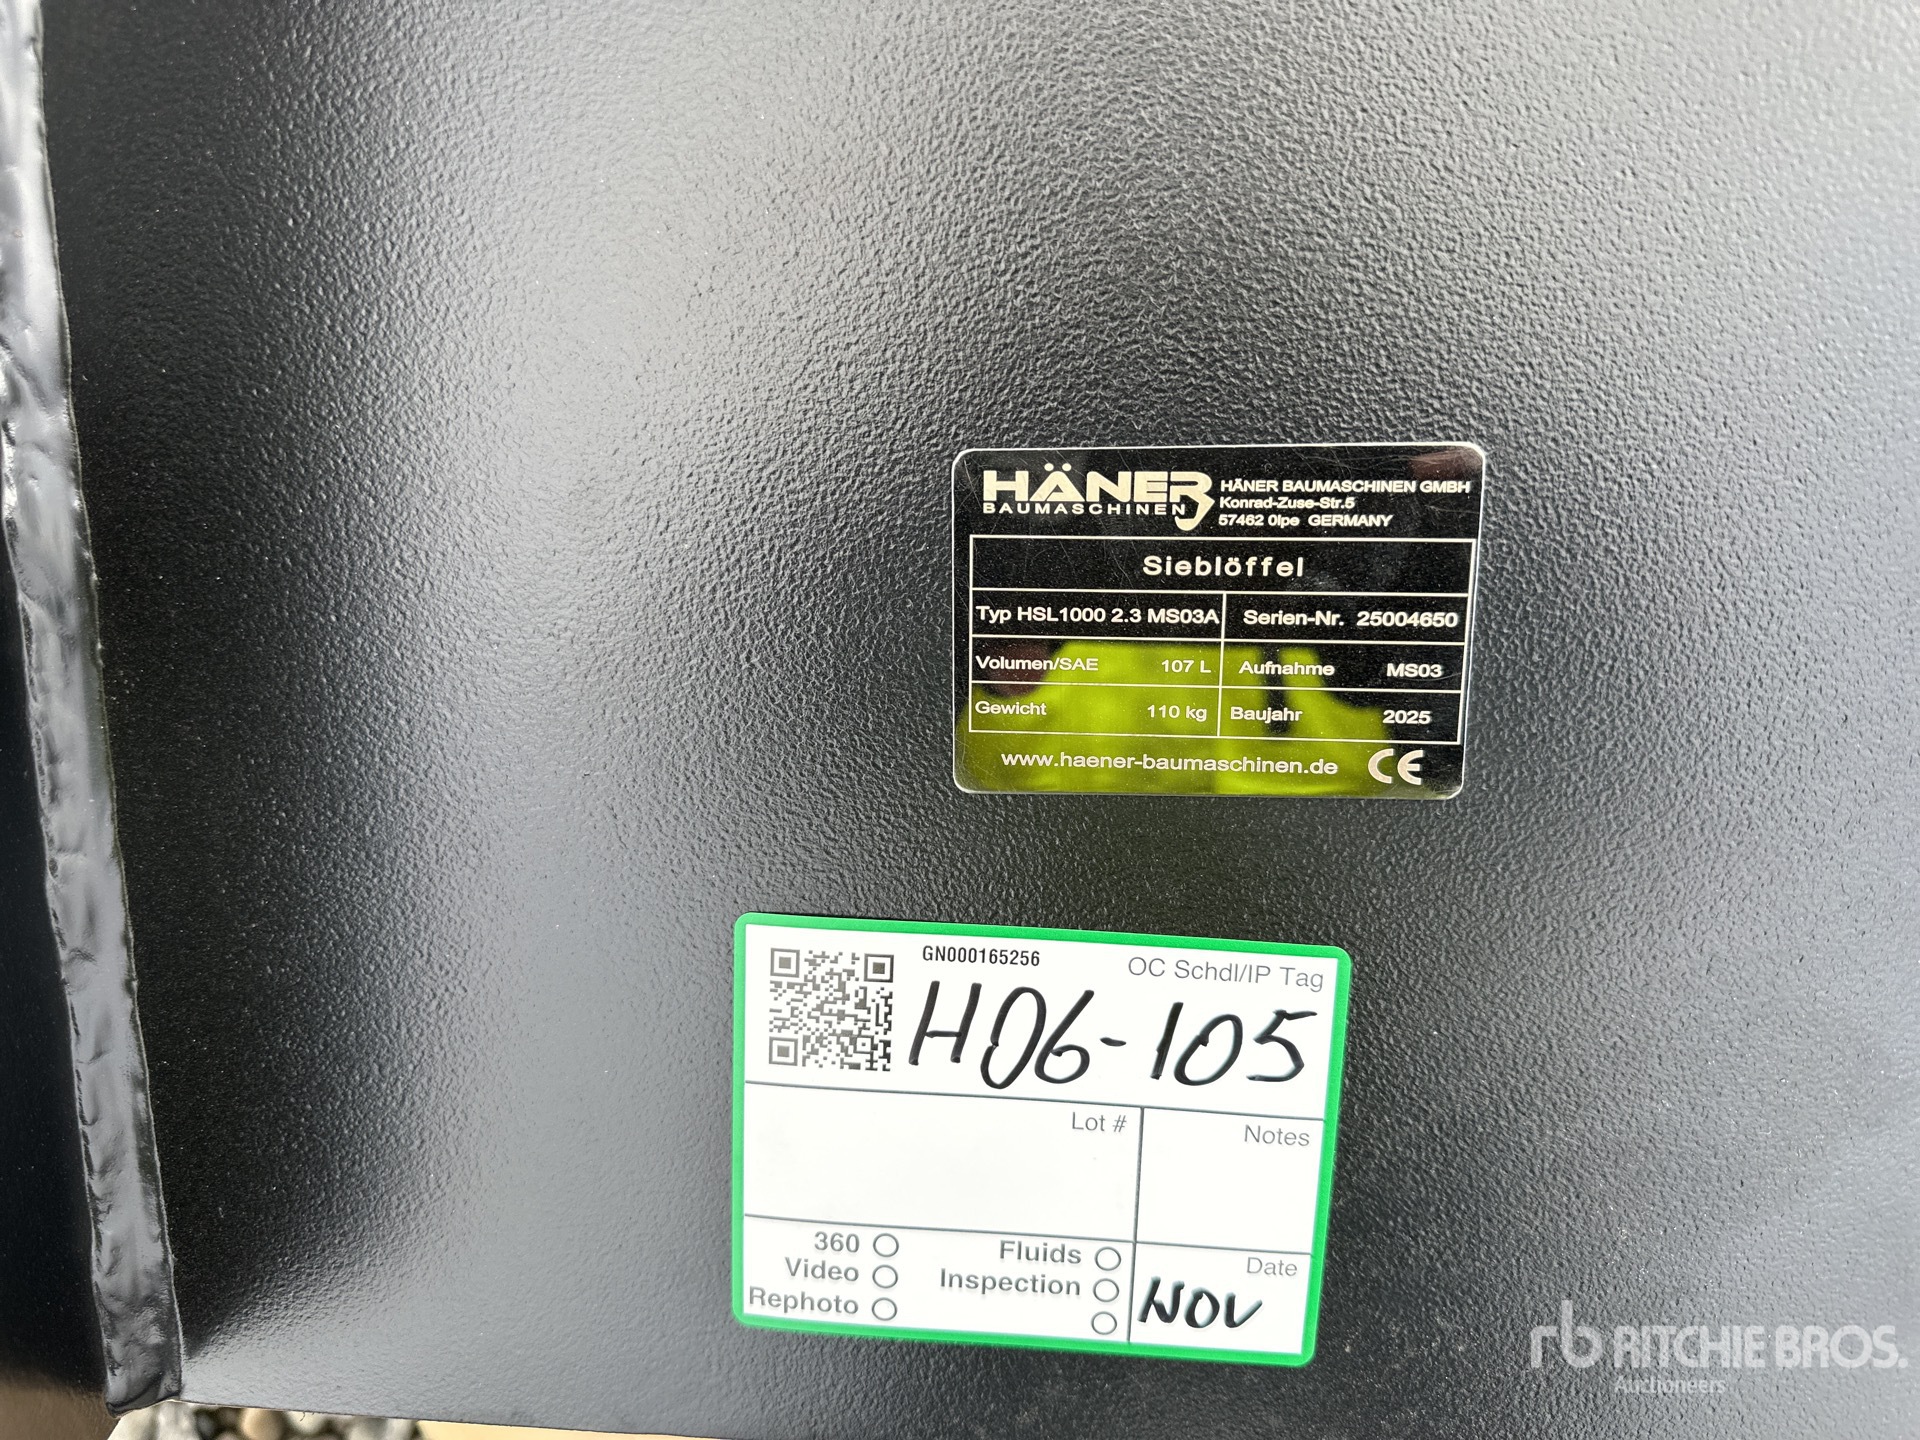 HÄNER
BAUMASCHINEN
HÄNER BAUMASCHINEN GMBH
Konrad-Zuse-Str.5
57462 Olpe GERMANY
Sieblöffel
Typ HSL1000 2.3 MS03A Serien-Nr. 25004650
Volumen/SAE 107 L Aufnahme MS03
Gewicht 110 kg Baujahr 2025
www.haener-baumaschinen.de CE
GN000165256
OC Schdl/IP Tag
H06-105
Lot #
Notes
360
Video
Rephoto
Fluids
Inspection
Date
NOV
rb RITCHIE BROS.
Auctioneers